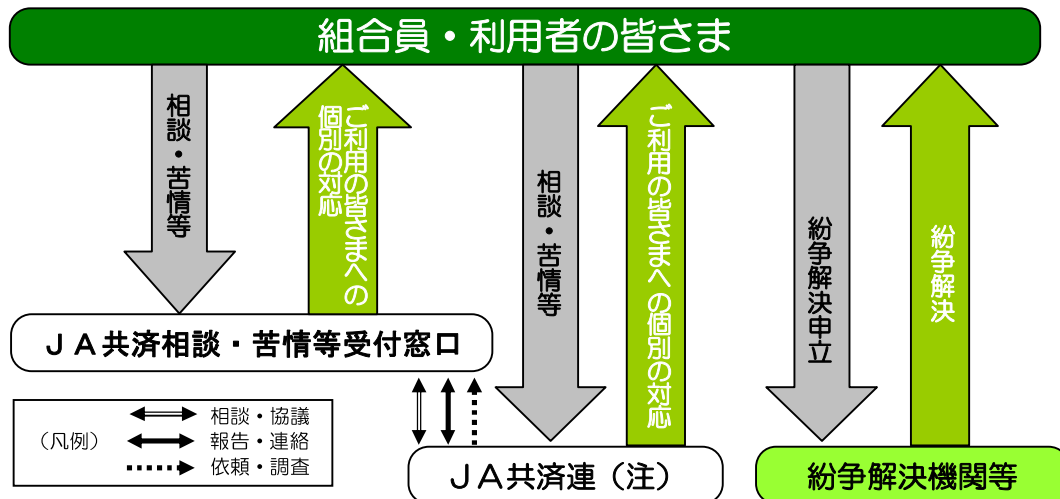 組合員・利用者の皆さま
相談・苦情等
ご利用の皆さまへの
個別の対応
相談・苦情等
ご利用の皆さまへの個別の対応
紛争解決申立
紛争解決
JA共済相談・苦情等受付窓口
(凡例)
相談・協議
報告・連絡
依頼・調査
JA共済連(注)
紛争解決機関等